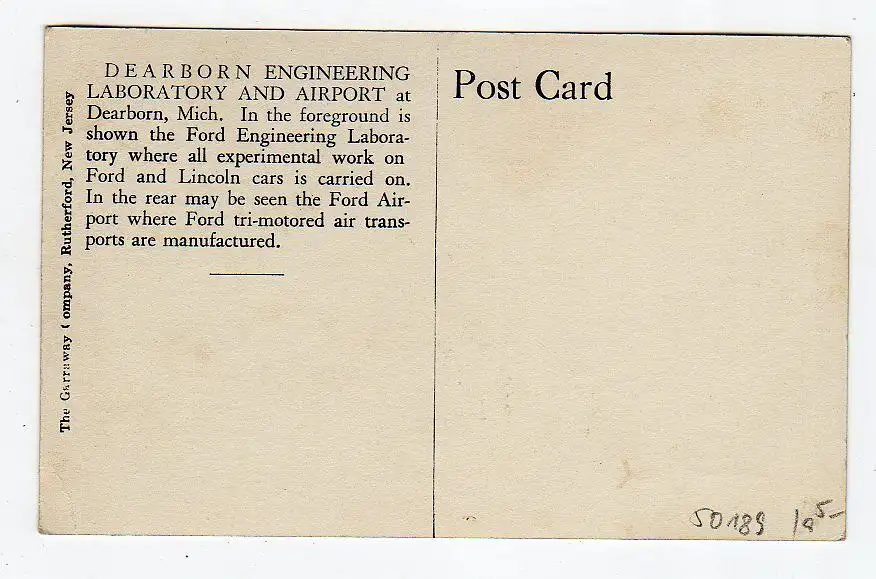 DEARBORN ENGINEERING
LABORATORY AND AIRPORT at
Dearborn, Mich. In the foreground is
shown the Ford Engineering Labora-
tory where all experimental work on
Ford and Lincoln cars is carried on.
In the rear may be seen the Ford Air-
port where Ford tri-motored air trans-
ports are manufactured.
The Garraway Company, Rutherford, New Jersey
Post Card
50189